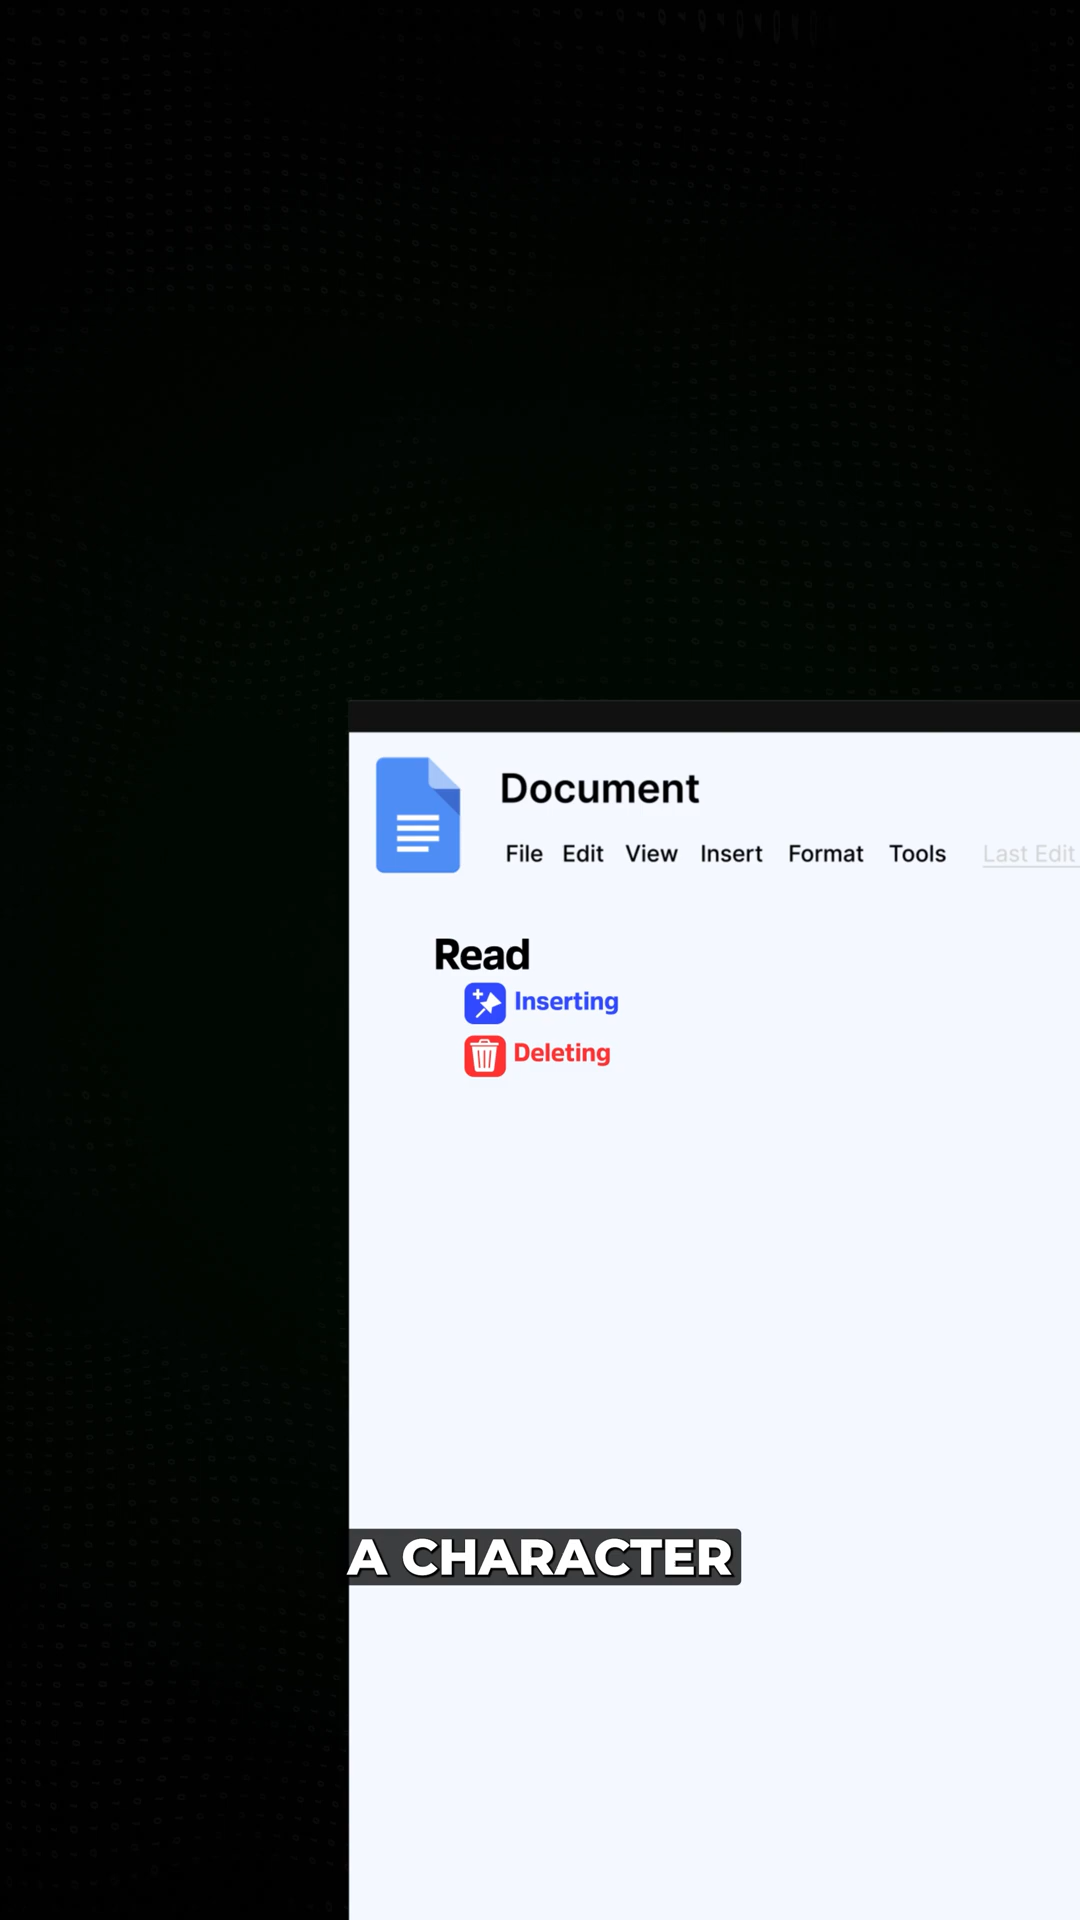 Document
File Edit View Insert Format Tools Last Edit
Read
Inserting
Deleting
A CHARACTER